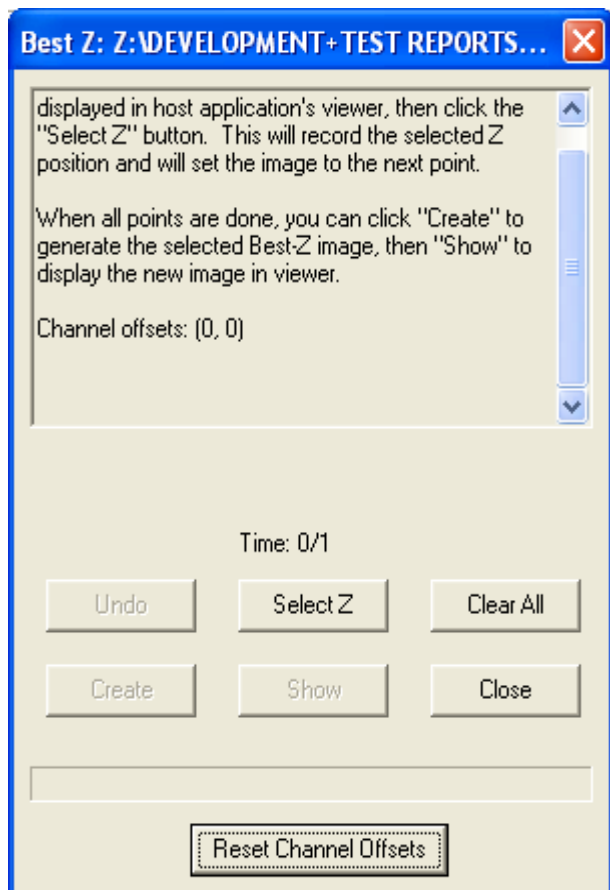 Best Z: Z:\DEVELOPMENT+TEST REPORTS...
displayed in host application's viewer, then click the
"Select Z" button.  This will record the selected Z
position and will set the image to the next point.
When all points are done, you can click "Create" to
generate the selected Best-Z image, then "Show" to
display the new image in viewer.
Channel offsets: (0, 0)
Time: 0/1
Undo
Select Z
Clear All
Create
Show
Close
Reset Channel Offsets